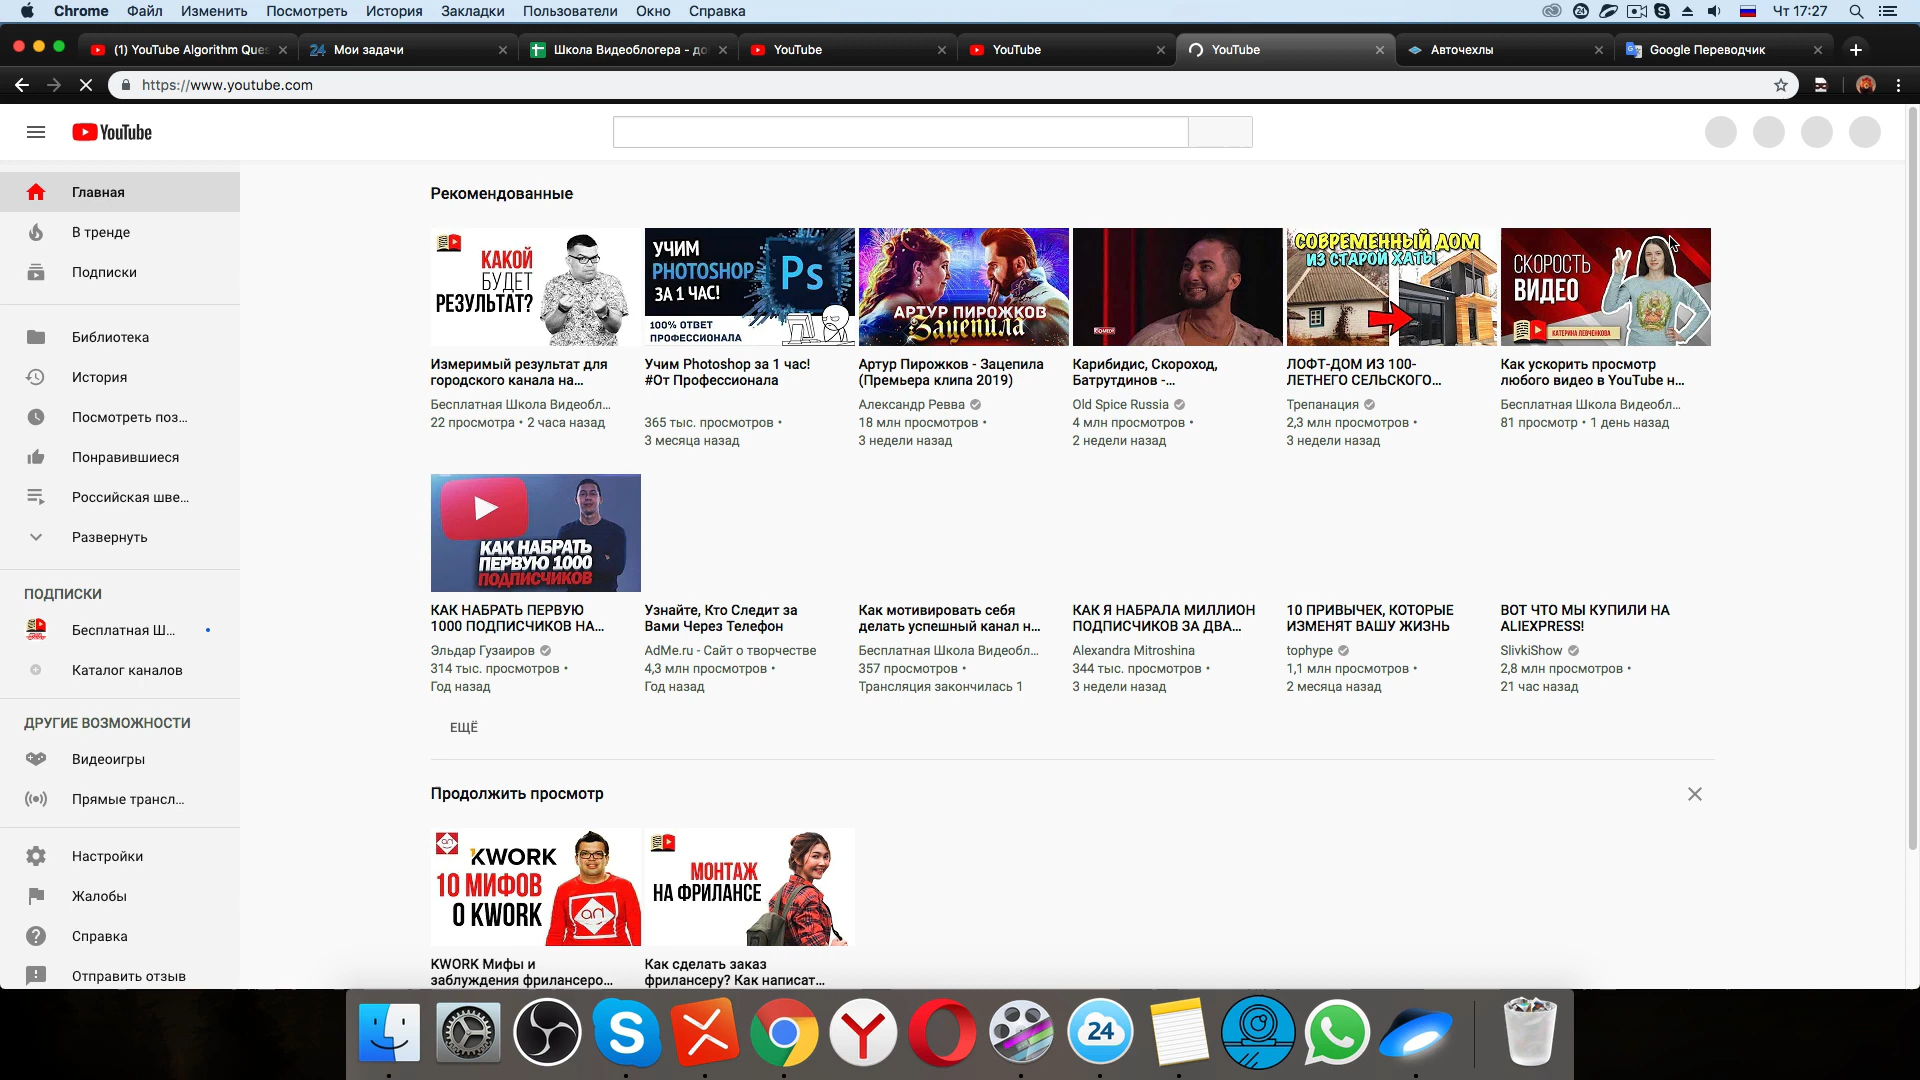 Chrome Файл Изменить Посмотреть История Закладки Пользователи Окно Справка Чт 17:27
(1) YouTube Algorithm Ques 24 Мои задачи Школа Видеоблогера - до YouTube YouTube YouTube Авточехлы Google Переводчик
https://www.youtube.com
YouTube
Главная
В тренде
Подписки
Библиотека
История
Посмотреть поз...
Понравившиеся
Российская шве...
Развернуть
ПОДПИСКИ
Бесплатная Ш...
Каталог каналов
ДРУГИЕ ВОЗМОЖНОСТИ
Видеоигры
Прямые трансл...
Настройки
Жалобы
Справка
Отправить отзыв
Рекомендованные
КАКОЙ
БУДЕТ
РЕЗУЛЬТАТ?
Измеримый результат для
городского канала на...
Бесплатная Школа Видеобл...
22 просмотра • 2 часа назад
УЧИМ
PHOTOSHOP
ЗА 1 ЧАС!
Ps
100% ОТВЕТ
ПРОФЕССИОНАЛА
Учим Photoshop за 1 час!
#От Профессионала
365 тыс. просмотров •
3 месяца назад
АРТУР ПИРОЖКОВ
Зацепила
Артур Пирожков - Зацепила
(Премьера клипа 2019)
Александр Ревва
18 млн просмотров •
3 недели назад
COMEDY
Карибидис, Скороход,
Батрутдинов -...
Old Spice Russia
4 млн просмотров •
2 недели назад
СОВРЕМЕННЫЙ ДОМ
ИЗ СТАРОЙ ХАТЫ
ЛОФТ-ДОМ ИЗ 100-
ЛЕТНЕГО СЕЛЬСКОГО...
Трепанация
2,3 млн просмотров •
3 недели назад
СКОРОСТЬ
ВИДЕО
КАТЕРИНА ЛЕВЧЕНКОВА
Как ускорить просмотр
любого видео в YouTube н...
Бесплатная Школа Видеобл...
81 просмотр • 1 день назад
КАК НАБРАТЬ
ПЕРВУЮ 1000
ПОДПИСЧИКОВ
КАК НАБРАТЬ ПЕРВУЮ
1000 ПОДПИСЧИКОВ НА...
Эльдар Гузаиров
314 тыс. просмотров •
Год назад
Узнайте, Кто Следит за
Вами Через Телефон
AdMe.ru - Сайт о творчестве
4,3 млн просмотров •
Год назад
Как мотивировать себя
делать успешный канал н...
Бесплатная Школа Видеобл...
357 просмотров •
Трансляция закончилась 1
КАК Я НАБРАЛА МИЛЛИОН
ПОДПИСЧИКОВ ЗА ДВА...
Alexandra Mitroshina
344 тыс. просмотров •
3 недели назад
10 ПРИВЫЧЕК, КОТОРЫЕ
ИЗМЕНЯТ ВАШУ ЖИЗНЬ
tophype
1,1 млн просмотров •
2 месяца назад
ВОТ ЧТО МЫ КУПИЛИ НА
ALIEXPRESS!
SlivkiShow
2,8 млн просмотров •
21 час назад
ЕЩЁ
Продолжить просмотр
KWORK
10 МИФОВ
О KWORK
KWORK Мифы и
заблуждения фрилансеро...
МОНТАЖ
НА ФРИЛАНСЕ
Как сделать заказ
фрилансеру? Как написат...
24